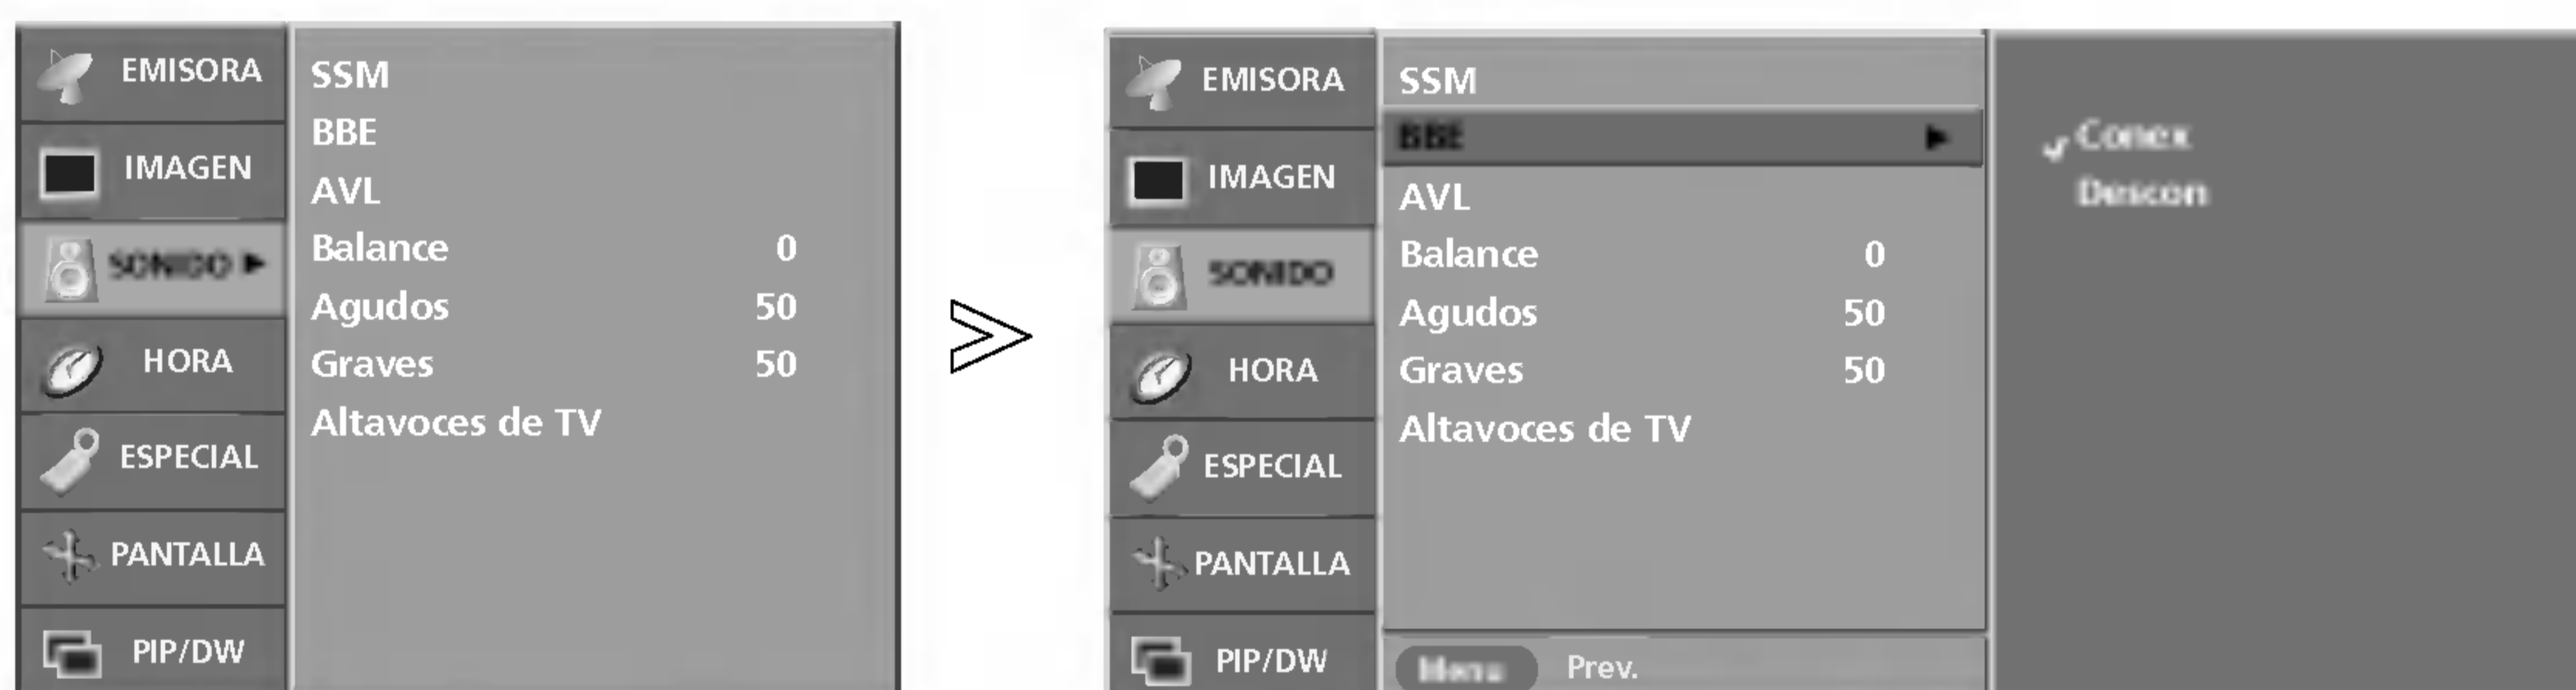 EMISORA
IMAGEN
SONIDO
HORA
ESPECIAL
PANTALLA
PIP/DW
SSM
BBE
AVL
Balance 0
Agudos 50
Graves 50
Altavoces de TV
EMISORA
IMAGEN
SONIDO
HORA
ESPECIAL
PANTALLA
PIP/DW
SSM
BBE
AVL
Balance 0
Agudos 50
Graves 50
Altavoces de TV
Menu Prev.
Conex
Descon